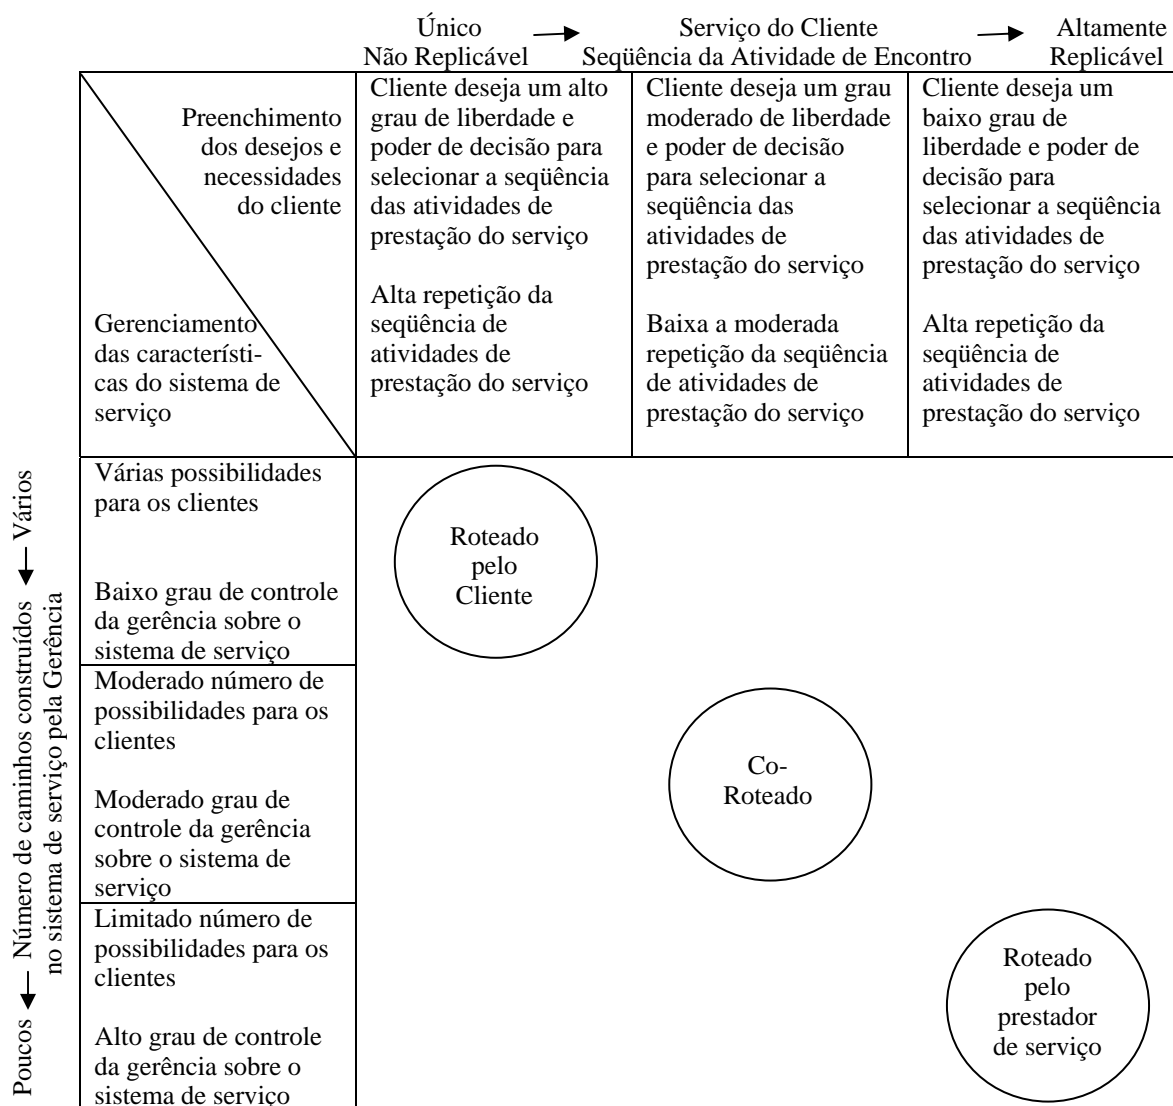 Único
Não Replicável
Serviço do Cliente
Seqüência da Atividade de Encontro
Altamente
Replicável
Preenchimento
dos desejos e
necessidades
do cliente
Gerenciamento
das característi-
cas do sistema de
serviço
Cliente deseja um alto
grau de liberdade e
poder de decisão para
selecionar a seqüência
das atividades de
prestação do serviço
Alta repetição da
seqüência de
atividades de
prestação do serviço
Cliente deseja um grau
moderado de liberdade
e poder de decisão
para selecionar a
seqüência das
atividades de
prestação do serviço
Baixa a moderada
repetição da seqüência
de atividades de
prestação do serviço
Cliente deseja um
baixo grau de
liberdade e poder de
decisão para
selecionar a seqüência
das atividades de
prestação do serviço
Alta repetição da
seqüência de
atividades de
prestação do serviço
Poucos Número de caminhos construídos Vários
no sistema de serviço pela Gerência
Várias possibilidades
para os clientes
Baixo grau de controle
da gerência sobre o
sistema de serviço
Roteado
pelo
Cliente
Moderado número de
possibilidades para os
clientes
Moderado grau de
controle da gerência
sobre o sistema de
serviço
Co-
Roteado
Limitado número de
possibilidades para os
clientes
Alto grau de controle
da gerência sobre o
sistema de serviço
Roteado
pelo
prestador
de serviço